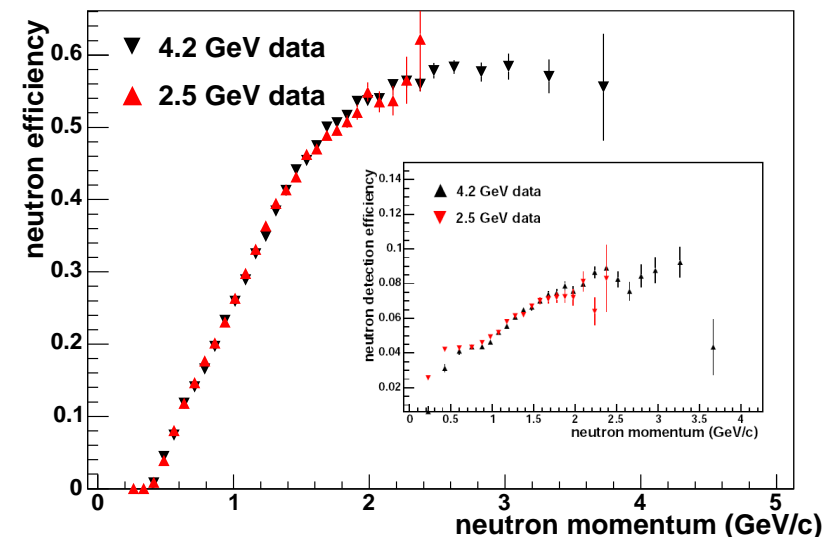 neutron efficiency
0.6
0.5
0.4
0.3
0.2
0.1
0
4.2 GeV data
2.5 GeV data
0 1 2 3 4 5
neutron momentum (GeV/c)
neutron detection efficiency
0.14
0.12
0.1
0.08
0.06
0.04
0.02
4.2 GeV data
2.5 GeV data
0 0.5 1 1.5 2 2.5 3 3.5 4
neutron momentum (GeV/c)